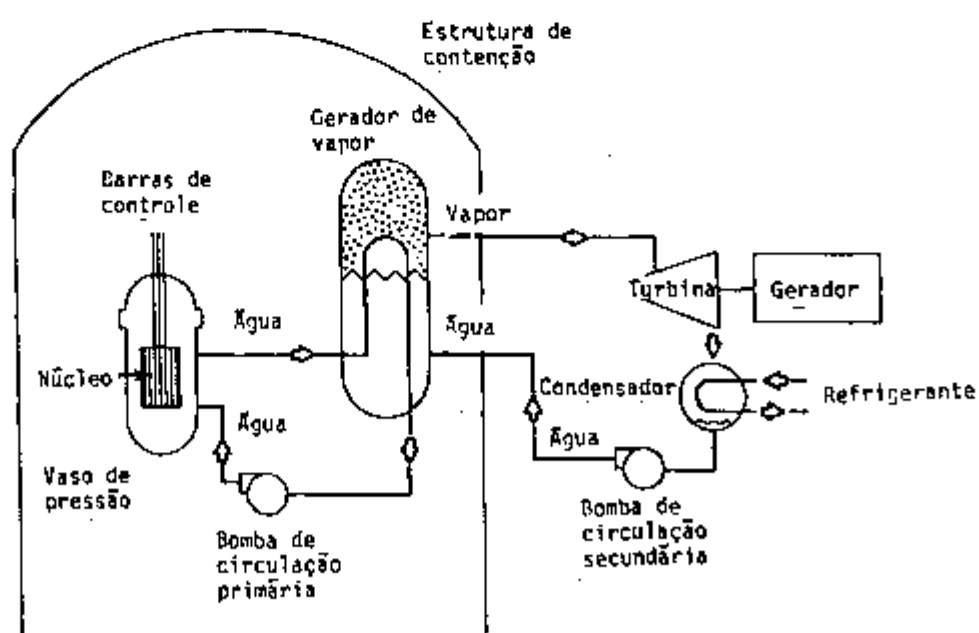 Estrutura de
contenção
Gerador de
vapor
Barras de
controle
Vapor
Turbina
Gerador
Água
Água
Núcleo
Condensador
Refrigerante
Água
Água
Vaso de
pressão
Bomba de
circulação
primária
Bomba de
circulação
secundária